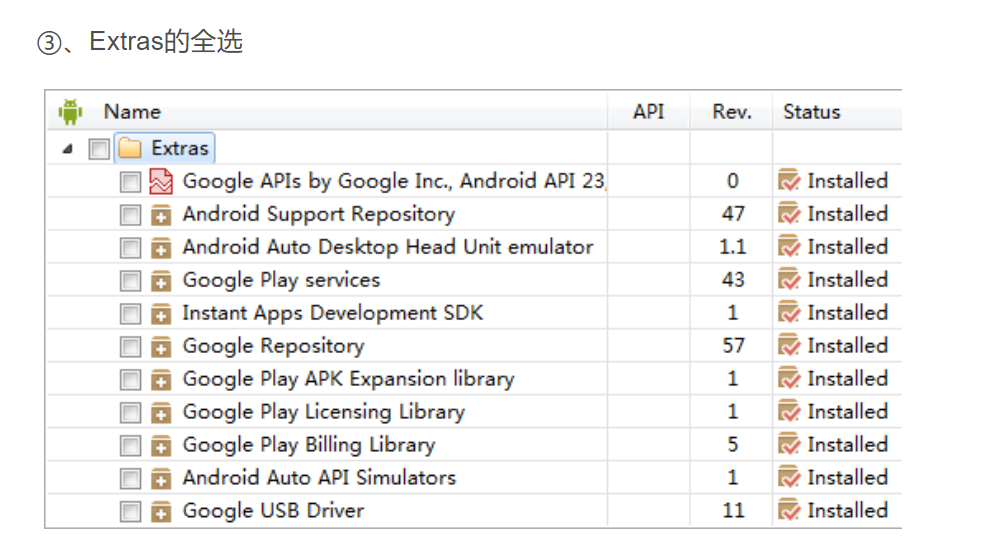 ③、Extras的全选
Name API Rev. Status
Extras
Google APIs by Google Inc., Android API 23, 0 Installed
Android Support Repository 47 Installed
Android Auto Desktop Head Unit emulator 1.1 Installed
Google Play services 43 Installed
Instant Apps Development SDK 1 Installed
Google Repository 57 Installed
Google Play APK Expansion library 1 Installed
Google Play Licensing Library 1 Installed
Google Play Billing Library 5 Installed
Android Auto API Simulators 1 Installed
Google USB Driver 11 Installed